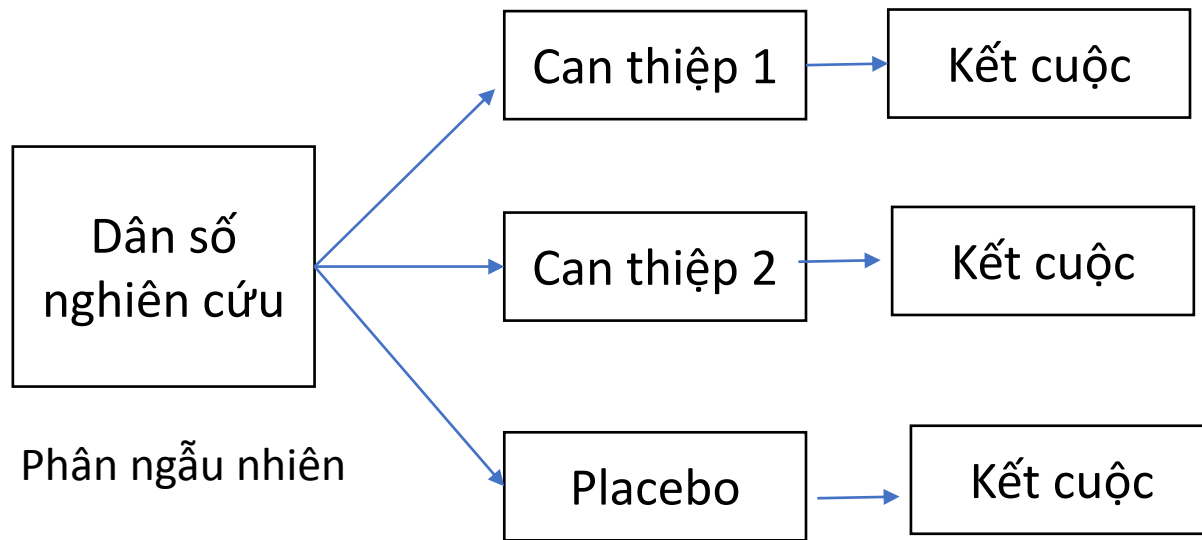 Can thiệp 1
Kết cuộc
Dân số
nghiên cứu
Can thiệp 2
Kết cuộc
Phân ngẫu nhiên
Placebo
Kết cuộc